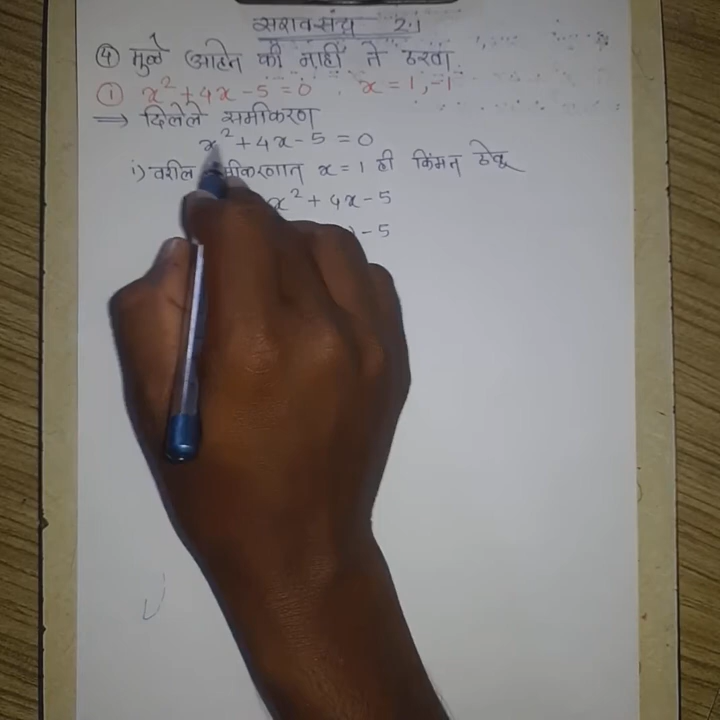 सरावसंच 2.1
④ मुळे आहेत की नाहीत ते ठरवा
① x² + 4x - 5 = 0 , x = 1, -1
⇒ दिलेले समीकरण
x² + 4x - 5 = 0
i) वरील समीकरणात x = 1 ही किंमत ठेवू
x² + 4x - 5
) - 5